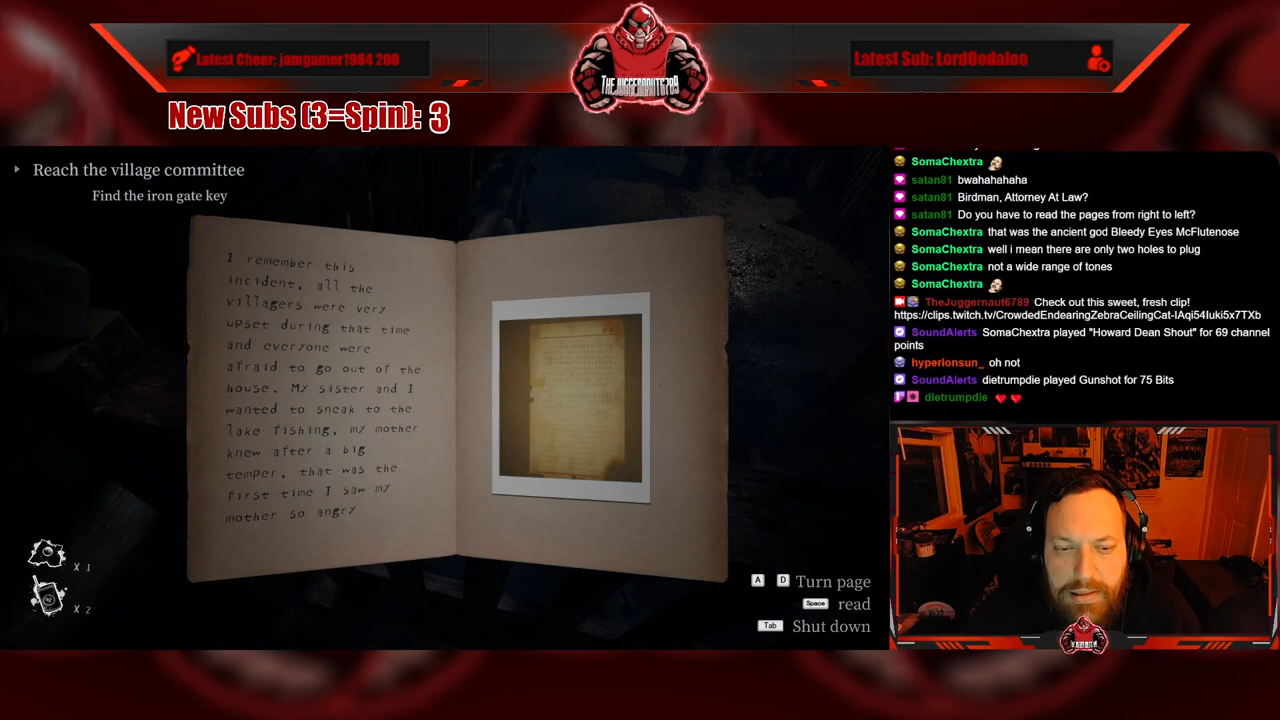 Latest Cheer: jamgamer1984 200
THEJUGGERNAUT6789
Latest Sub: LordOodaloo
New Subs (3=Spin): 3
Reach the village committee
Find the iron gate key
I remember this
incident, all the
villagers were very
upset during that time
and everyone were
afraid to go out of the
house. My sister and I
wanted to sneak to the
lake fishing, my mother
knew after a big
temper, that was the
first time I saw my
mother so angry
X 1
X 2
A D Turn page
Space read
Tab Shut down
SomaChextra
satan81 bwahahahaha
satan81 Birdman, Attorney At Law?
satan81 Do you have to read the pages from right to left?
SomaChextra that was the ancient god Bleedy Eyes McFlutenose
SomaChextra well i mean there are only two holes to plug
SomaChextra not a wide range of tones
SomaChextra
TheJuggernaut6789 Check out this sweet, fresh clip!
https://clips.twitch.tv/CrowdedEndearingZebraCeilingCat-IAqi54Iuki5x7TXb
SoundAlerts SomaChextra played "Howard Dean Shout" for 69 channel
points
hyperIonsun_ oh not
SoundAlerts dietrumpdie played Gunshot for 75 Bits
dietrumpdie